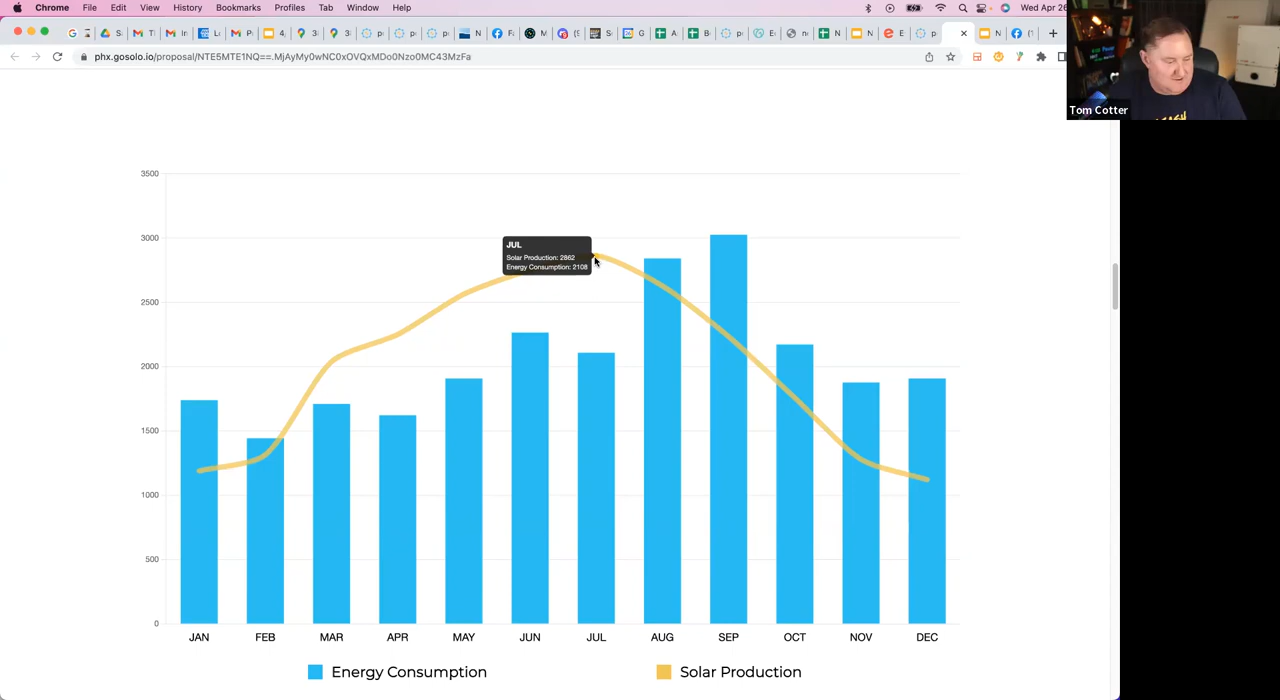 Chrome File Edit View History Bookmarks Profiles Tab Window Help Wed Apr 26
phx.gosolo.io/proposal/NTE5MTE1NQ==.MjAyMy0wNC0xOVQxMDo0Nzo0MC43MzFa
Tom Cotter
3500
3000
2500
2000
1500
1000
500
0
JUL
Solar Production: 2862
Energy Consumption: 2108
JAN FEB MAR APR MAY JUN JUL AUG SEP OCT NOV DEC
Energy Consumption Solar Production